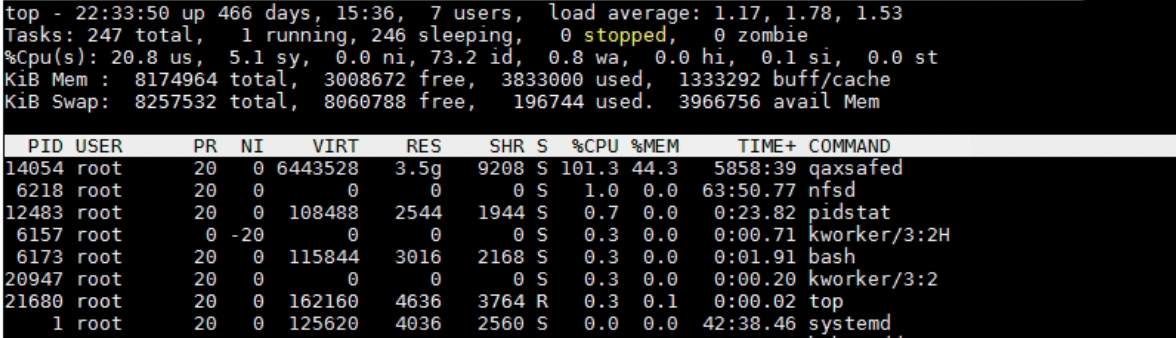 top - 22:33:50 up 466 days, 15:36,  7 users,  load average: 1.17, 1.78, 1.53
Tasks: 247 total,   1 running, 246 sleeping,   0 stopped,   0 zombie
%Cpu(s): 20.8 us,  5.1 sy,  0.0 ni, 73.2 id,  0.8 wa,  0.0 hi,  0.1 si,  0.0 st
KiB Mem :  8174964 total,  3008672 free,  3833000 used,  1333292 buff/cache
KiB Swap:  8257532 total,  8060788 free,   196744 used.  3966756 avail Mem
  PID USER      PR  NI    VIRT    RES    SHR S  %CPU %MEM     TIME+ COMMAND
14054 root      20   0 6443528   3.5g   9208 S 101.3 44.3   5858:39 qaxsafed
 6218 root      20   0       0      0      0 S   1.0  0.0  63:50.77 nfsd
12483 root      20   0  108488   2544   1944 S   0.7  0.0   0:23.82 pidstat
 6157 root       0 -20       0      0      0 S   0.3  0.0   0:00.71 kworker/3:2H
 6173 root      20   0  115844   3016   2168 S   0.3  0.0   0:01.91 bash
20947 root      20   0       0      0      0 S   0.3  0.0   0:00.20 kworker/3:2
21680 root      20   0  162160   4636   3764 R   0.3  0.1   0:00.02 top
    1 root      20   0  125620   4036   2560 S   0.0  0.0  42:38.46 systemd